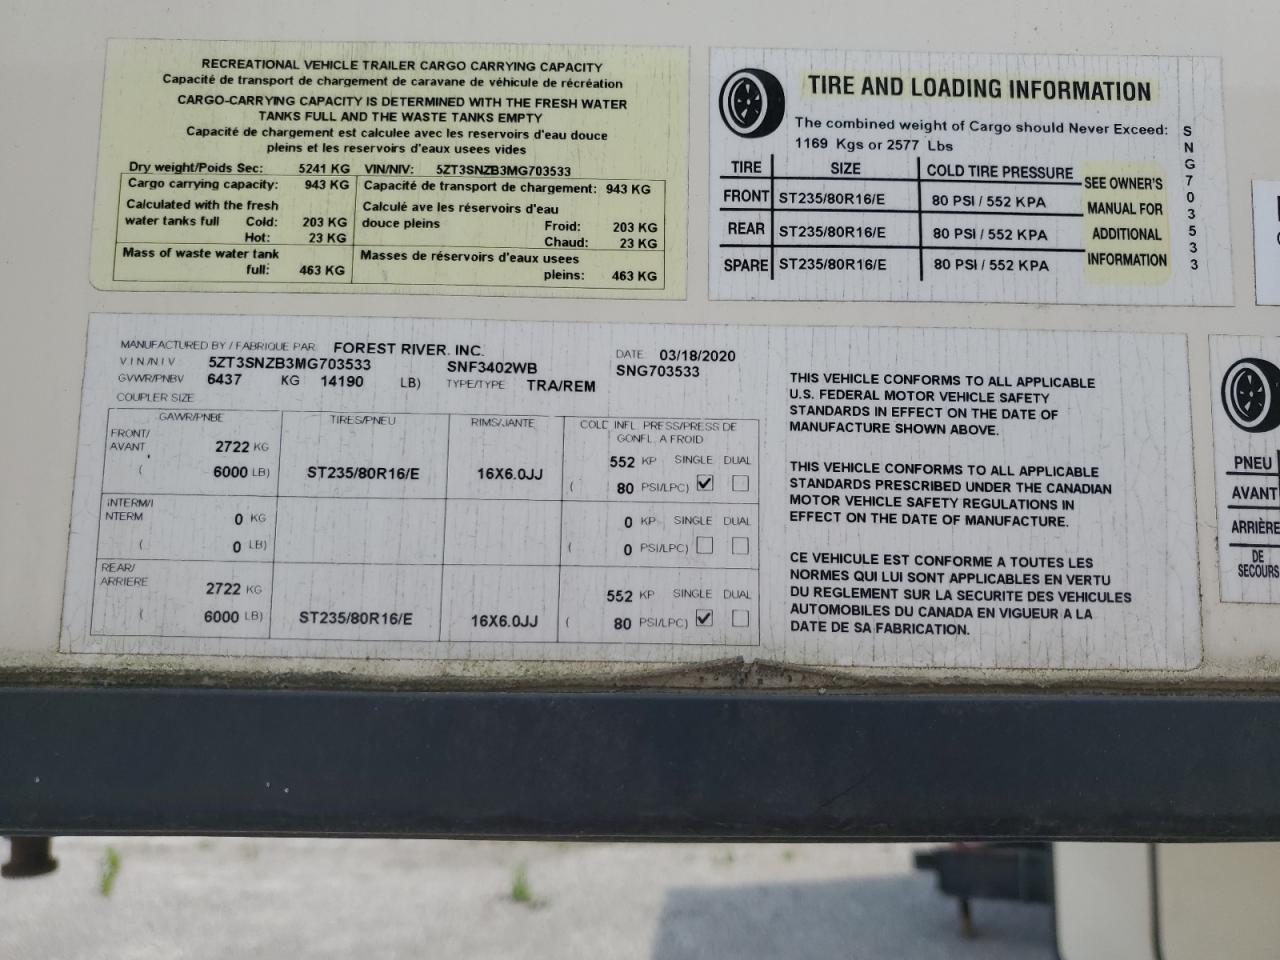 RECREATIONAL VEHICLE TRAILER CARGO CARRYING CAPACITY
Capacité de transport de chargement de caravane de véhicule de récréation
CARGO-CARRYING CAPACITY IS DETERMINED WITH THE FRESH WATER
TANKS FULL AND THE WASTE TANKS EMPTY
Capacité de chargement est calculee avec les reservoirs d'eau douce
pleins et les reservoirs d'eaux usees vides
Dry weight/Poids Sec: 5241 KG VIN/NIV: 5ZT3SNZB3MG703533
Cargo carrying capacity: 943 KG Capacité de transport de chargement: 943 KG
Calculated with the fresh Calculé ave les réservoirs d'eau
water tanks full Cold: 203 KG douce pleins Froid: 203 KG
Hot: 23 KG Chaud: 23 KG
Mass of waste water tank Masses de réservoirs d'eaux usees
full: 463 KG pleins: 463 KG
TIRE AND LOADING INFORMATION
The combined weight of Cargo should Never Exceed:
1169 Kgs or 2577 Lbs
TIRE SIZE COLD TIRE PRESSURE
FRONT ST235/80R16/E 80 PSI / 552 KPA
REAR ST235/80R16/E 80 PSI / 552 KPA
SPARE ST235/80R16/E 80 PSI / 552 KPA
SEE OWNER'S
MANUAL FOR
ADDITIONAL
INFORMATION
SNG703533
MANUFACTURED BY / FABRIQUE PAR FOREST RIVER, INC. DATE 03/18/2020
VIN/NIV 5ZT3SNZB3MG703533 SNF3402WB SNG703533
GVWR/PNBV 6437 KG 14190 LB) TYPE/TYPE TRA/REM
COUPLER SIZE
GAWR/PNBE TIRES/PNEU RIMS/JANTE COLD INFL. PRESS/PRESS DE
GONFL. A FROID
FRONT/
AVANT 2722 KG 552 KP SINGLE DUAL
( 6000 LB) ST235/80R16/E 16X6.0JJ ( 80 PSI/LPC)
INTERM/I
NTERM 0 KG 0 KP SINGLE DUAL
( 0 LB) ( 0 PSI/LPC)
REAR/
ARRIERE 2722 KG 552 KP SINGLE DUAL
( 6000 LB) ST235/80R16/E 16X6.0JJ ( 80 PSI/LPC)
THIS VEHICLE CONFORMS TO ALL APPLICABLE
U.S. FEDERAL MOTOR VEHICLE SAFETY
STANDARDS IN EFFECT ON THE DATE OF
MANUFACTURE SHOWN ABOVE.
THIS VEHICLE CONFORMS TO ALL APPLICABLE
STANDARDS PRESCRIBED UNDER THE CANADIAN
MOTOR VEHICLE SAFETY REGULATIONS IN
EFFECT ON THE DATE OF MANUFACTURE.
CE VEHICULE EST CONFORME A TOUTES LES
NORMES QUI LUI SONT APPLICABLES EN VERTU
DU REGLEMENT SUR LA SECURITE DES VEHICULES
AUTOMOBILES DU CANADA EN VIGUEUR A LA
DATE DE SA FABRICATION.
PNEU
AVANT
ARRIÈRE
DE
SECOURS